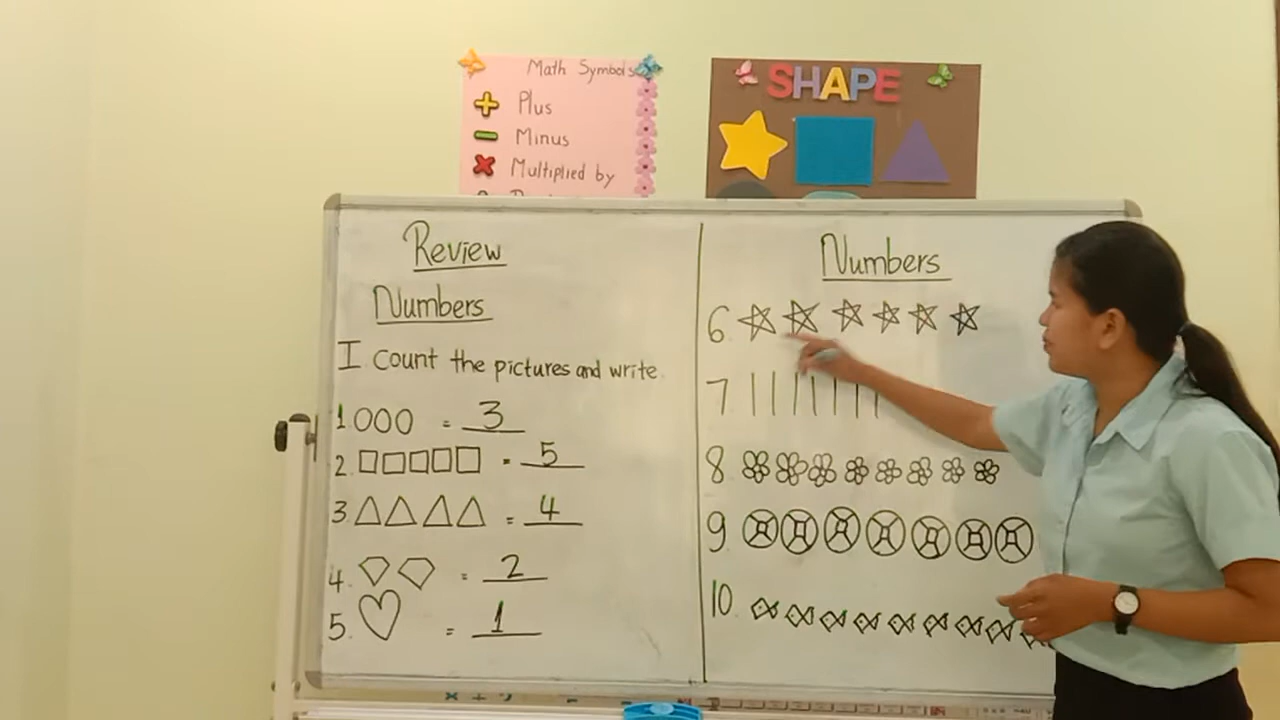 Math Symbols
Plus
Minus
Multiplied by
SHAPE
Review
Numbers
I count the pictures and write.
1. = 3
2. = 5
3. = 4
4. = 2
5. = 1
Numbers
6.
7
8
9.
10.